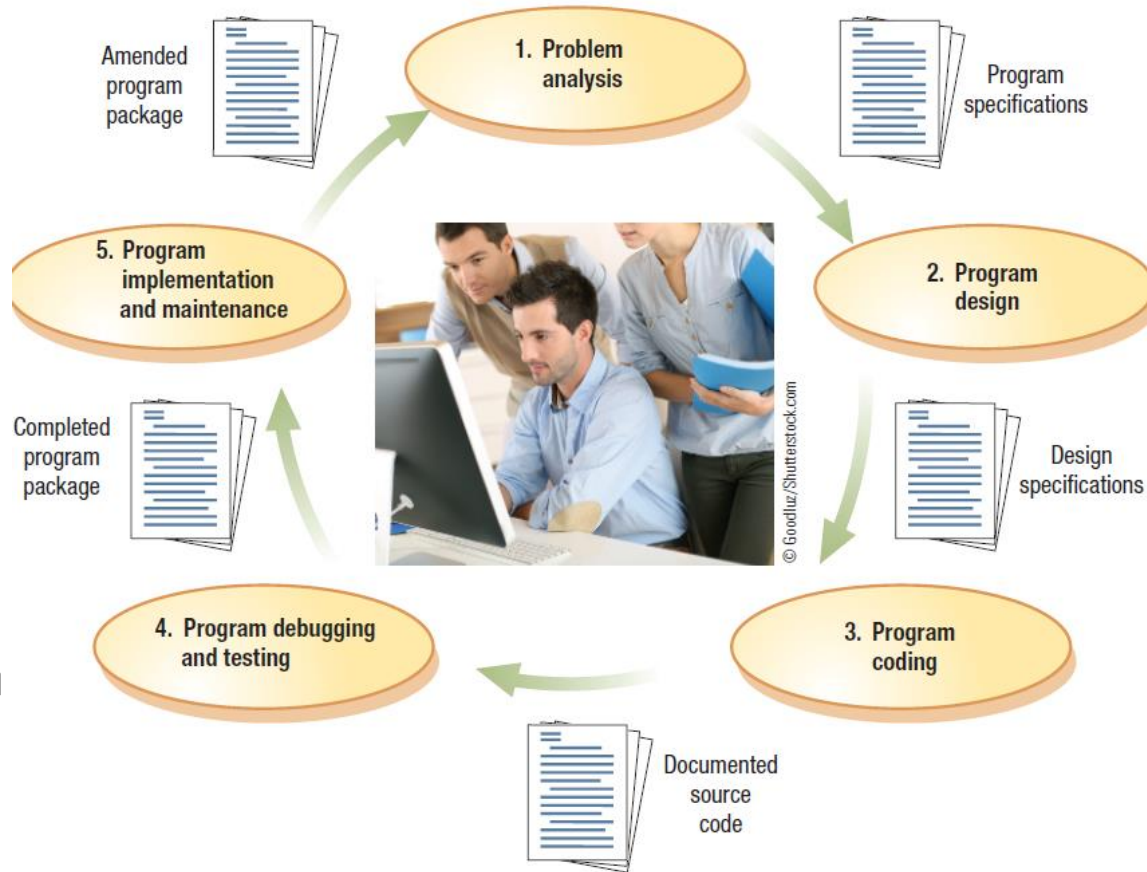 Amended
program
package
1. Problem
analysis
Program
specifications
5. Program
implementation
and maintenance
2. Program
design
Completed
program
package
© Goodluz/Shutterstock.com
Design
specifications
4. Program debugging
and testing
3. Program
coding
Documented
source
code